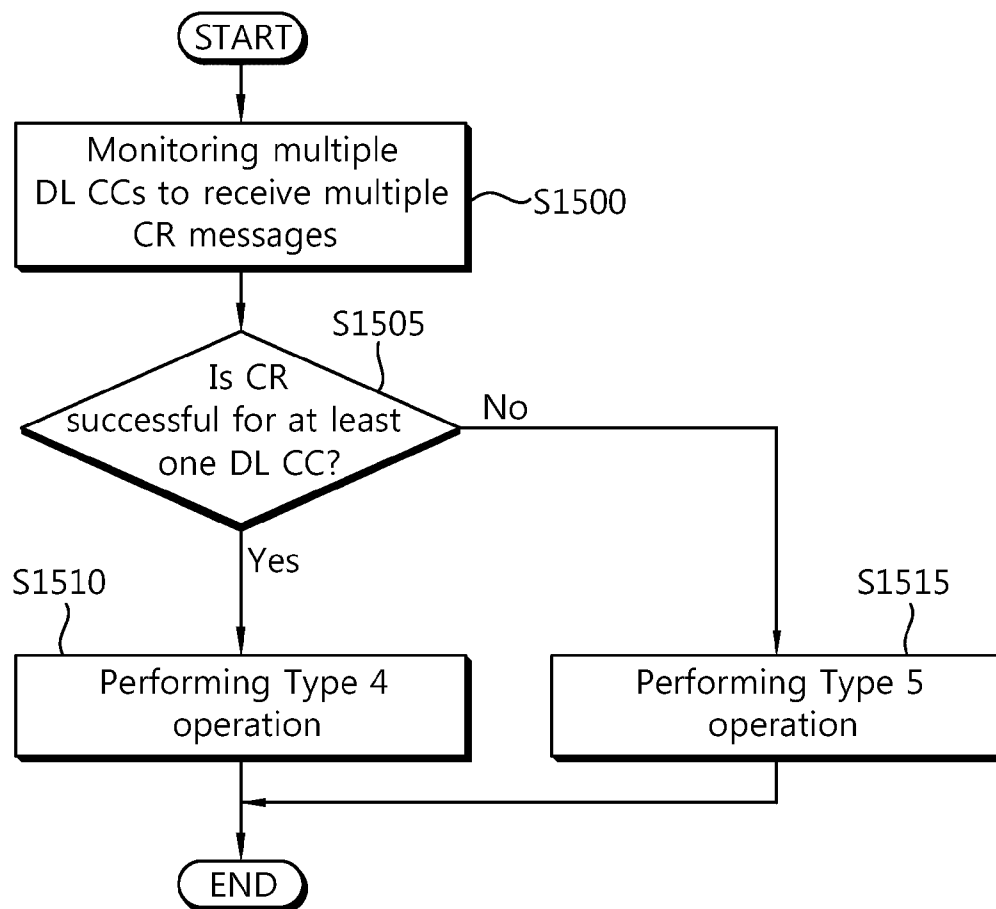 START
Monitoring multiple
DL CCs to receive multiple
CR messages
S1500
S1505
Is CR
successful for at least
one DL CC?
No
Yes
S1510
S1515
Performing Type 4
operation
Performing Type 5
operation
END